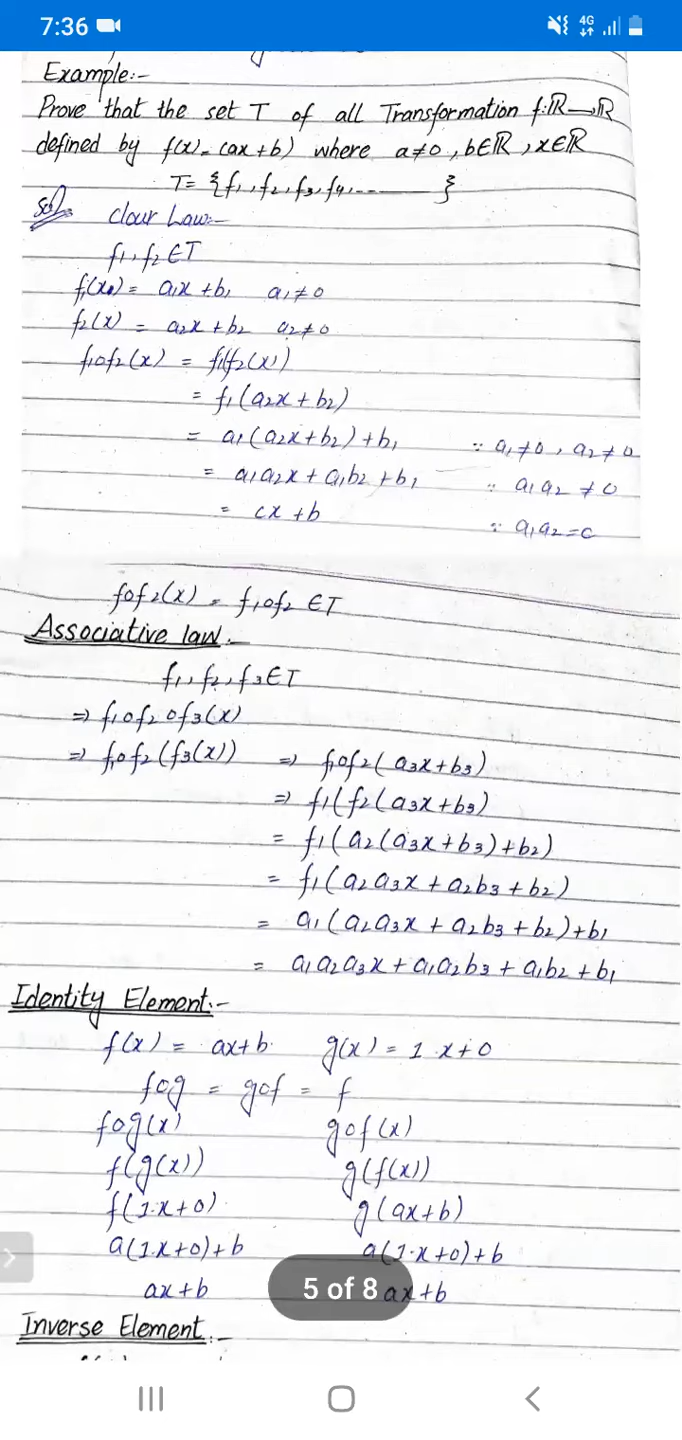 7:36 4G
Example:-
Prove that the set T of all Transformation f:ℝ→ℝ
defined by f(x)=(ax+b) where a≠0, b∈ℝ, x∈ℝ
T= {f₁, f₂, f₃, f₄, ------ }
Sol
Clour Law:-
f₁, f₂ ∈T
f₁(x) = a₁x + b₁ a₁≠0
f₂(x) = a₂x + b₂ a₂≠0
f₁of₂(x) = f₁(f₂(x))
= f₁(a₂x + b₂)
= a₁(a₂x+b₂)+b₁ ∵ a₁≠0, a₂≠0
= a₁a₂x + a₁b₂ +b₁ ∵ a₁a₂ ≠0
= cx +b ∵ a₁a₂=c
fof₂(x) = f₁of₂ ∈T
Associative law.-
f₁, f₂, f₃∈T
⇒ f₁of₂of₃(x)
⇒ f₁of₂(f₃(x)) ⇒ f₁of₂(a₃x+b₃)
⇒ f₁(f₂(a₃x+b₃)
= f₁(a₂(a₃x+b₃)+b₂)
= f₁(a₂a₃x + a₂b₃ + b₂)
= a₁(a₂a₃x + a₂b₃ + b₂)+b₁
= a₁a₂a₃x + a₁a₂b₃ + a₁b₂ + b₁
Identity Element:-
f(x) = ax+b. g(x) = 1.x+0
fog = gof = f
fog(x) gof(x)
f(g(x)) g(f(x))
f(1.x+0) g(ax+b)
a(1.x+0)+b a(1.x+0)+b
ax+b ax+b
5 of 8
Inverse Element.-